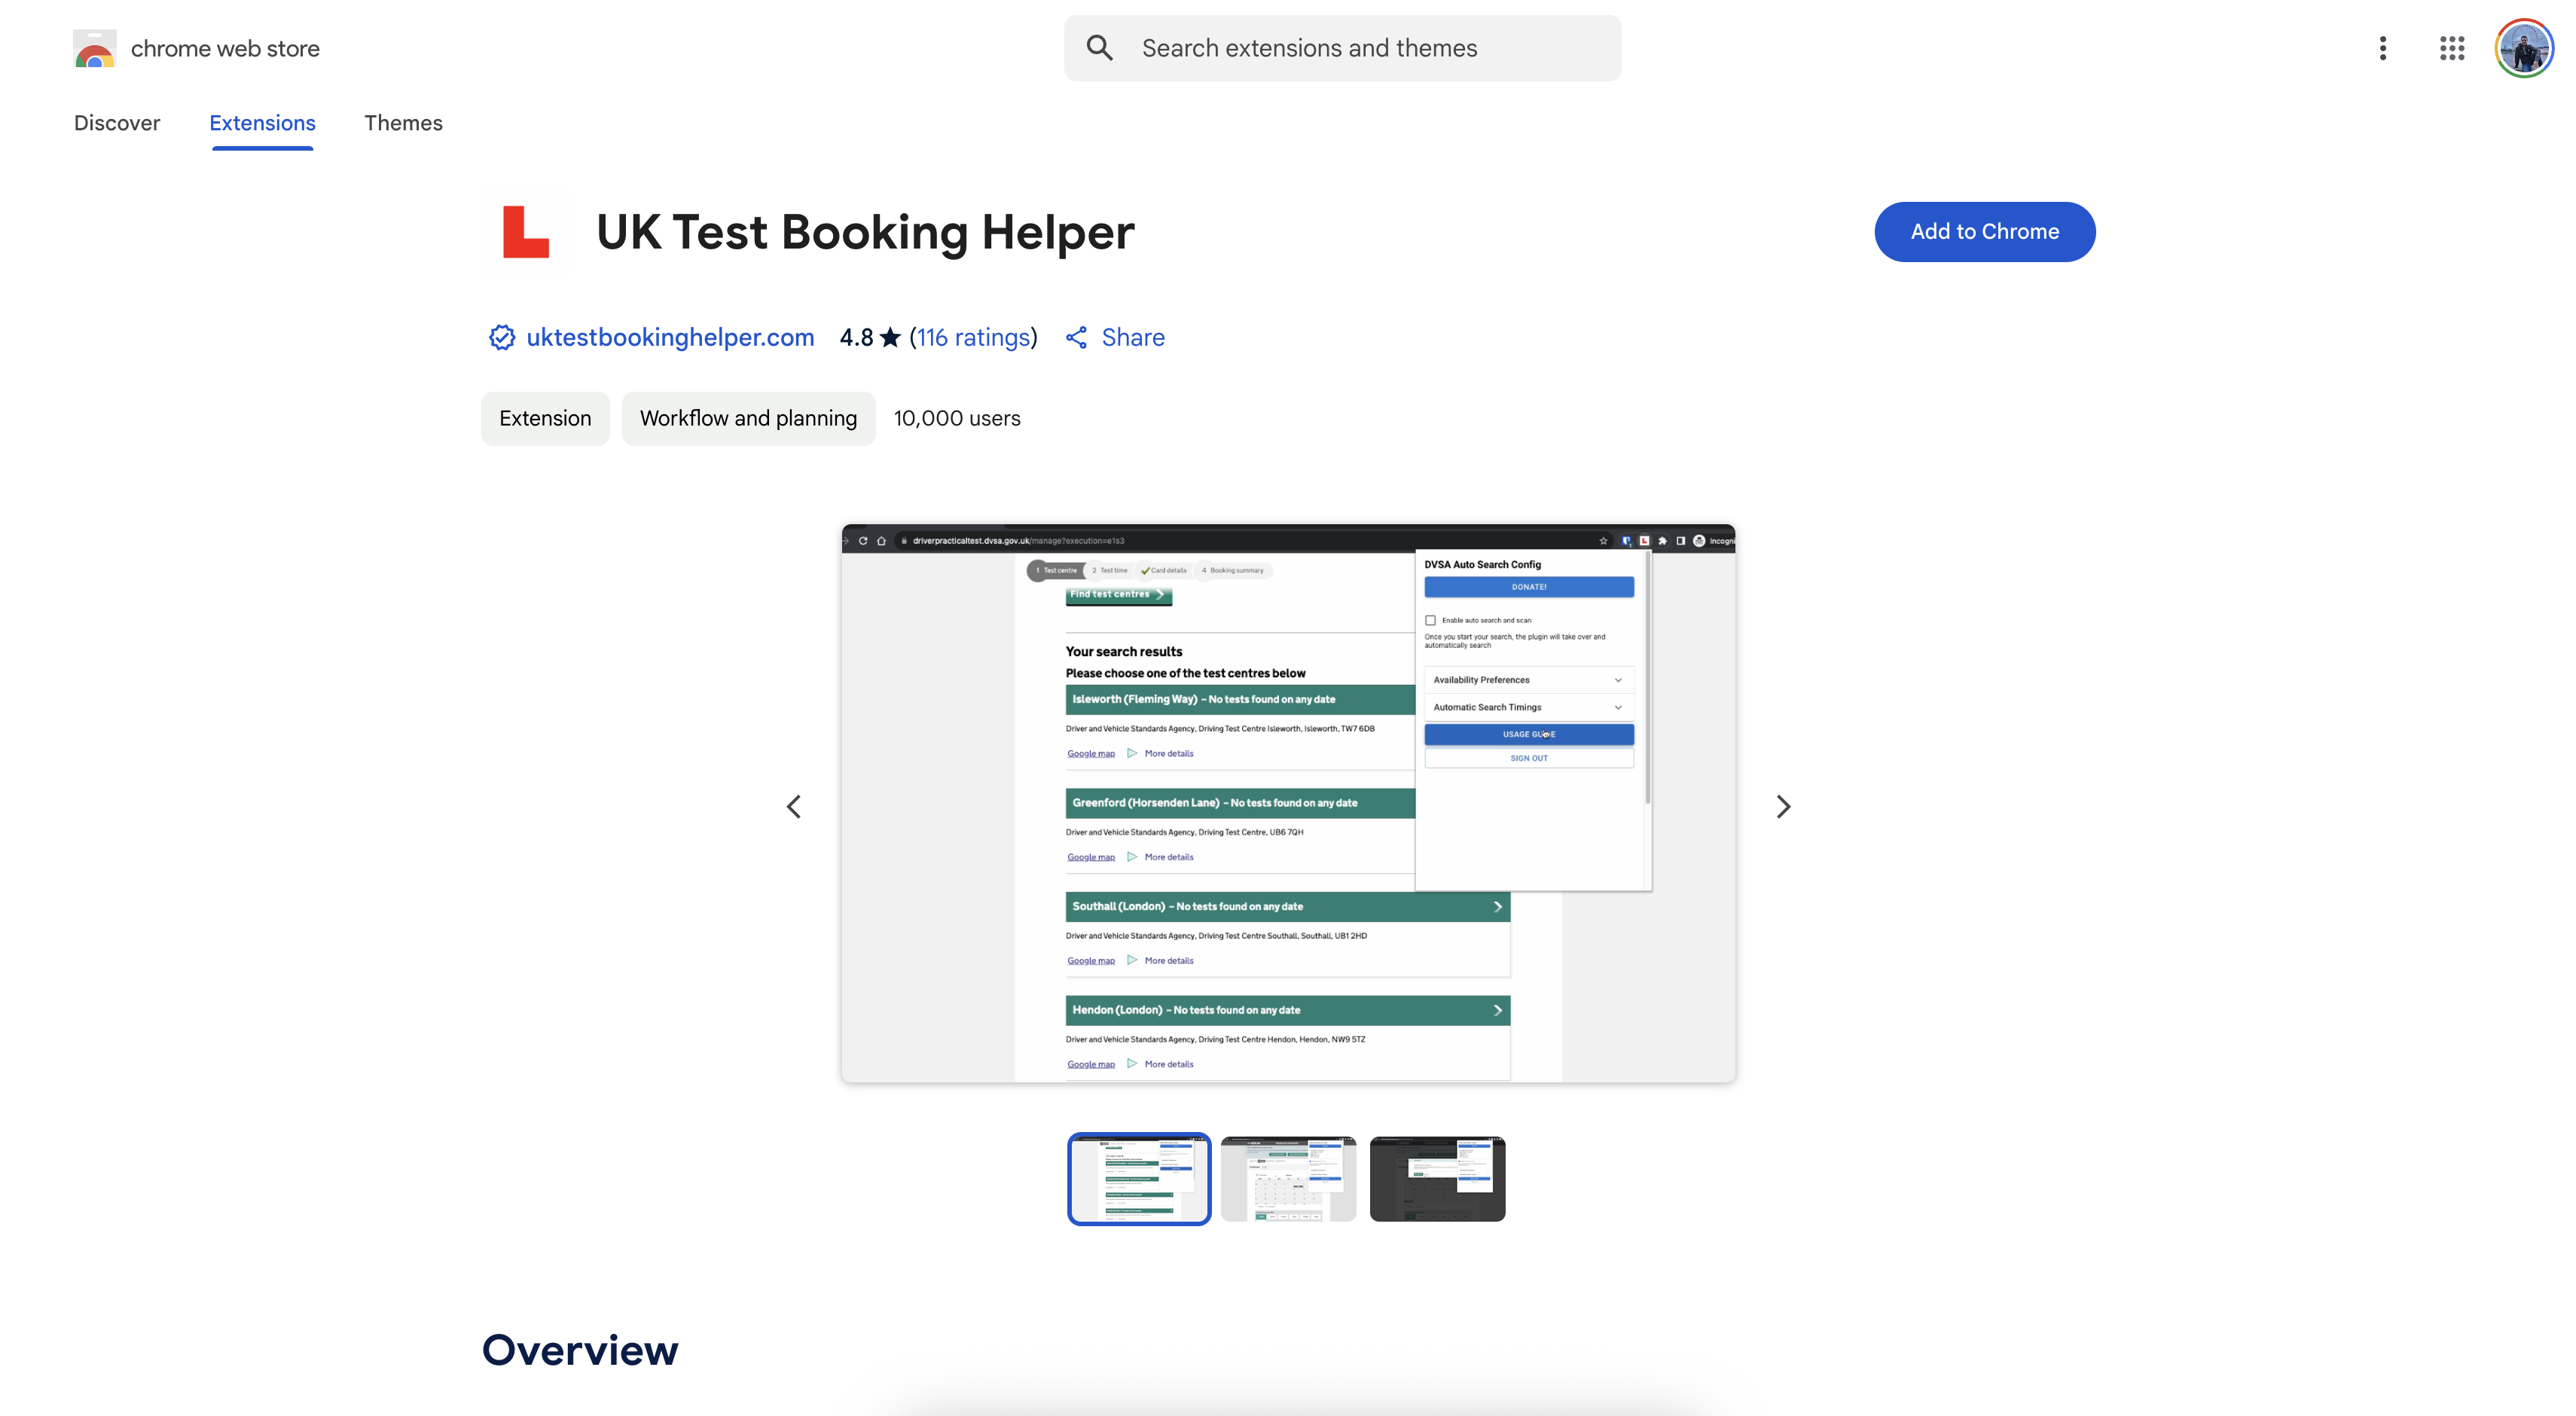 chrome web store
Search extensions and themes
Discover Extensions Themes
UK Test Booking Helper
Add to Chrome
uktestbookinghelper.com 4.8 ★ (116 ratings) Share
Extension Workflow and planning 10,000 users
driverpracticaltest.dvsa.gov.uk/manage?execution=e1s3
Incogni
1 Test centre 2 Test time Card details 4 Booking summary
Find test centres
Your search results
Please choose one of the test centres below
Isleworth (Fleming Way) – No tests found on any date
Driver and Vehicle Standards Agency, Driving Test Centre Isleworth, Isleworth, TW7 6DB
Google map More details
Greenford (Horsenden Lane) – No tests found on any date
Driver and Vehicle Standards Agency, Driving Test Centre, UB6 7QH
Google map More details
Southall (London) – No tests found on any date
Driver and Vehicle Standards Agency, Driving Test Centre Southall, Southall, UB1 2HD
Google map More details
Hendon (London) – No tests found on any date
Driver and Vehicle Standards Agency, Driving Test Centre Hendon, Hendon, NW9 5TZ
Google map More details
DVSA Auto Search Config
DONATE!
Enable auto search and scan
Once you start your search, the plugin will take over and
automatically search
Availability Preferences
Automatic Search Timings
USAGE GUIDE
SIGN OUT
Overview